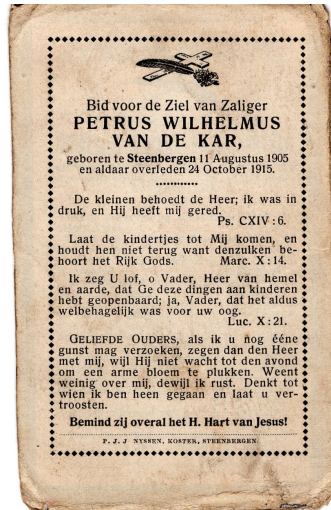 Bid voor de Ziel van Zaliger
PETRUS WILHELMUS
VAN DE KAR,
geboren te Steenbergen 11 Augustus 1905
en aldaar overleden 24 October 1915.
De kleinen behoedt de Heer; ik was in
druk, en Hij heeft mij gered.
Ps. CXIV : 6.
Laat de kindertjes tot Mij komen, en
houdt hen niet terug want denzulken be-
hoort het Rijk Gods. Marc. X : 14.
Ik zeg U lof, o Vader, Heer van hemel
en aarde, dat Ge deze dingen aan kinderen
hebt geopenbaard; ja, Vader, dat het aldus
welbehagelijk was voor uw oog.
Luc. X : 21.
GELIEFDE OUDERS, als ik u nog ééne
gunst mag verzoeken, zegen dan den Heer
met mij, wijl Hij niet wacht tot den avond
om een arme bloem te plukken. Weent
weinig over mij, dewijl ik rust. Denkt tot
wien ik ben heen gegaan en laat u ver-
troosten.
Bemind zij overal het H. Hart van Jesus!
P. J. J NYSSEN, KOSTER, STEENBERGEN